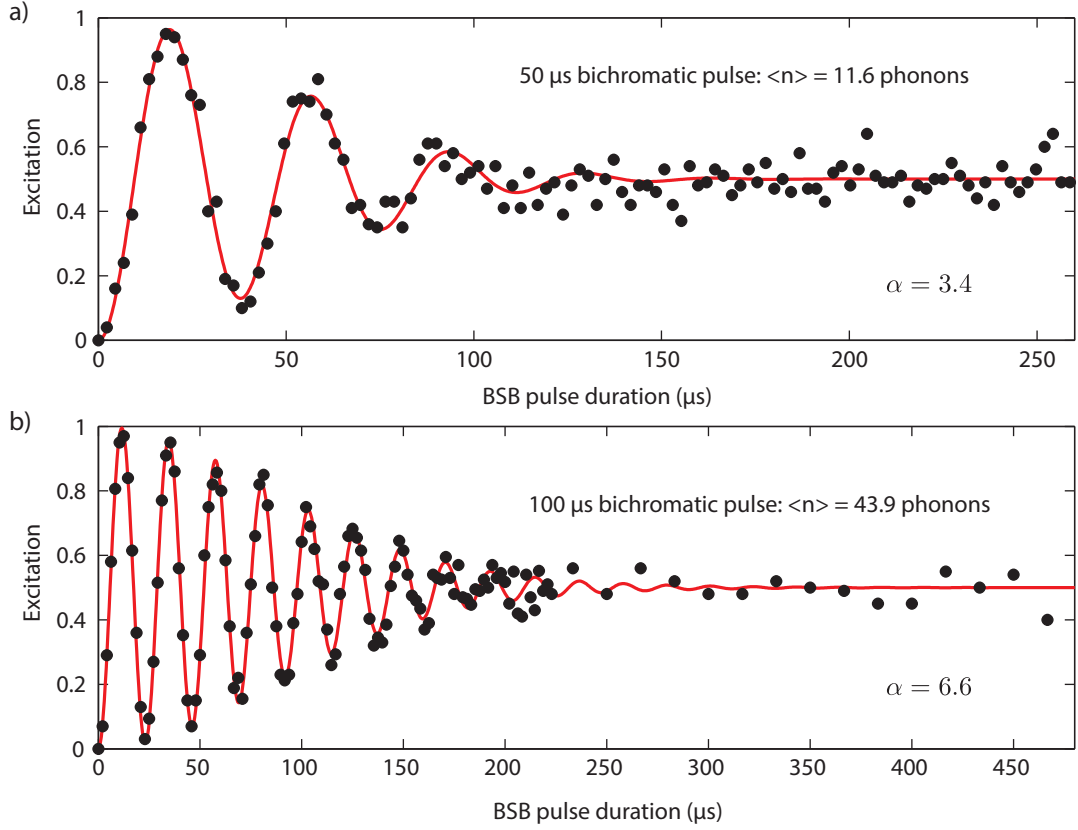 a)
1
0.8
0.6
0.4
0.2
0
Excitation
50 µs bichromatic pulse: <n> = 11.6 phonons
α = 3.4
0 50 100 150 200 250
BSB pulse duration (µs)
b)
1
0.8
0.6
0.4
0.2
0
Excitation
100 µs bichromatic pulse: <n> = 43.9 phonons
α = 6.6
0 50 100 150 200 250 300 350 400 450
BSB pulse duration (µs)